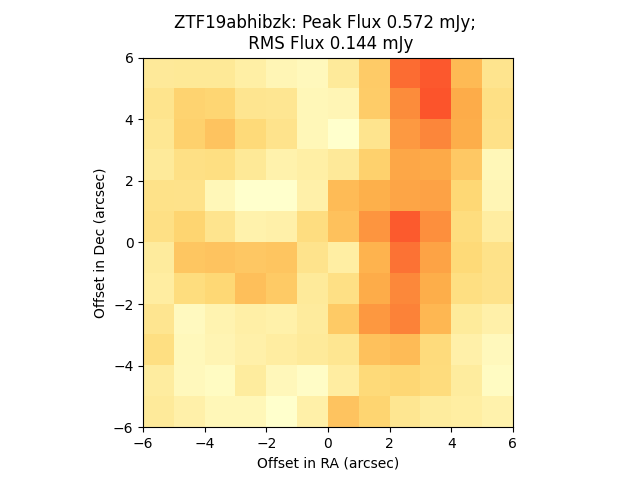 ZTF19abhibzk: Peak Flux 0.572 mJy;
RMS Flux 0.144 mJy
6
4
2
0
−2
−4
−6
Offset in Dec (arcsec)
−6 −4 −2 0 2 4 6
Offset in RA (arcsec)